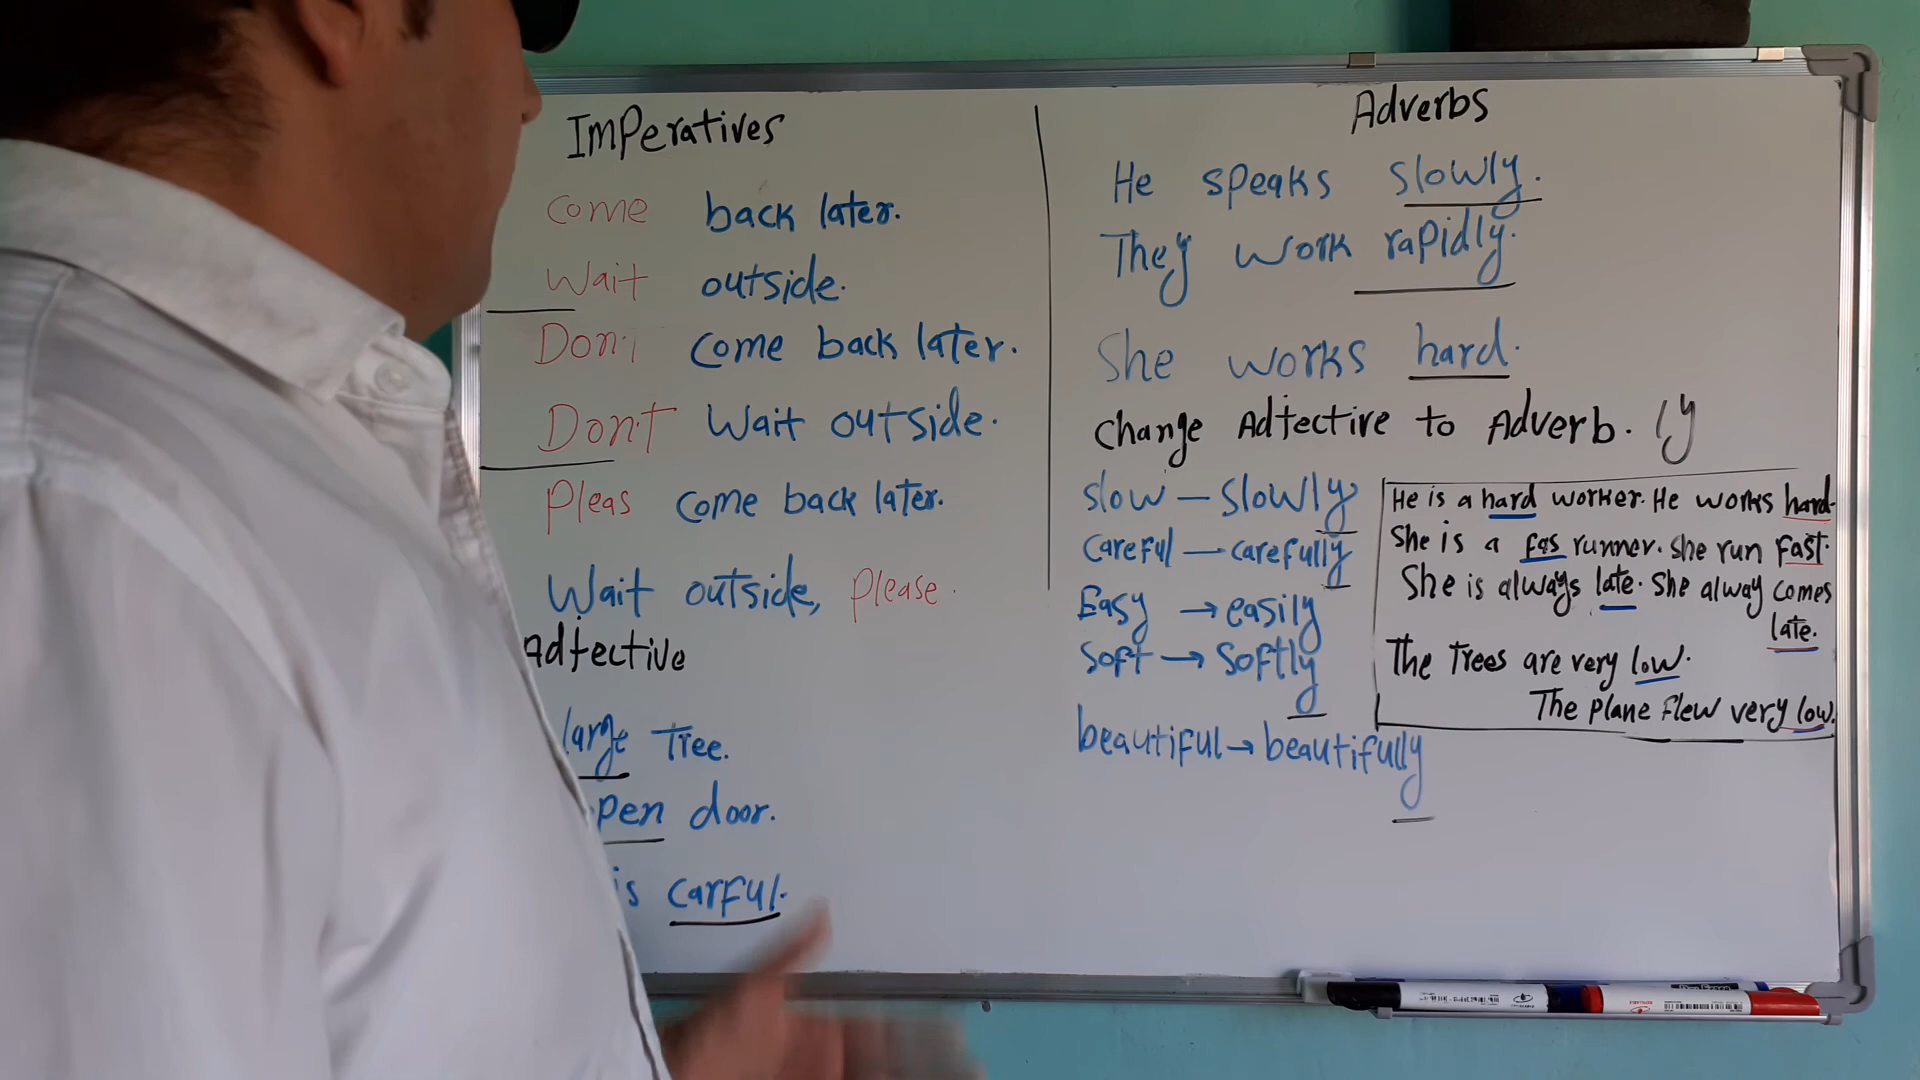 ImPeratives
Come back later.
Wait outside.
Don't come back later.
Don't Wait outside.
Pleas come back later.
Wait outside, Please.
Adjective
large Tree.
pen door.
is carful.
Adverbs
He speaks slowly.
They work rapidly.
She works hard.
Change Adjective to Adverb. ly
slow - slowly
careful - carefully
Easy → easily
Soft → Softly
beautiful → beautifully
He is a hard worker. He works hard.
She is a fas runner. She run fast.
She is always late. She alway comes
late.
The Trees are very low.
The plane flew very low.